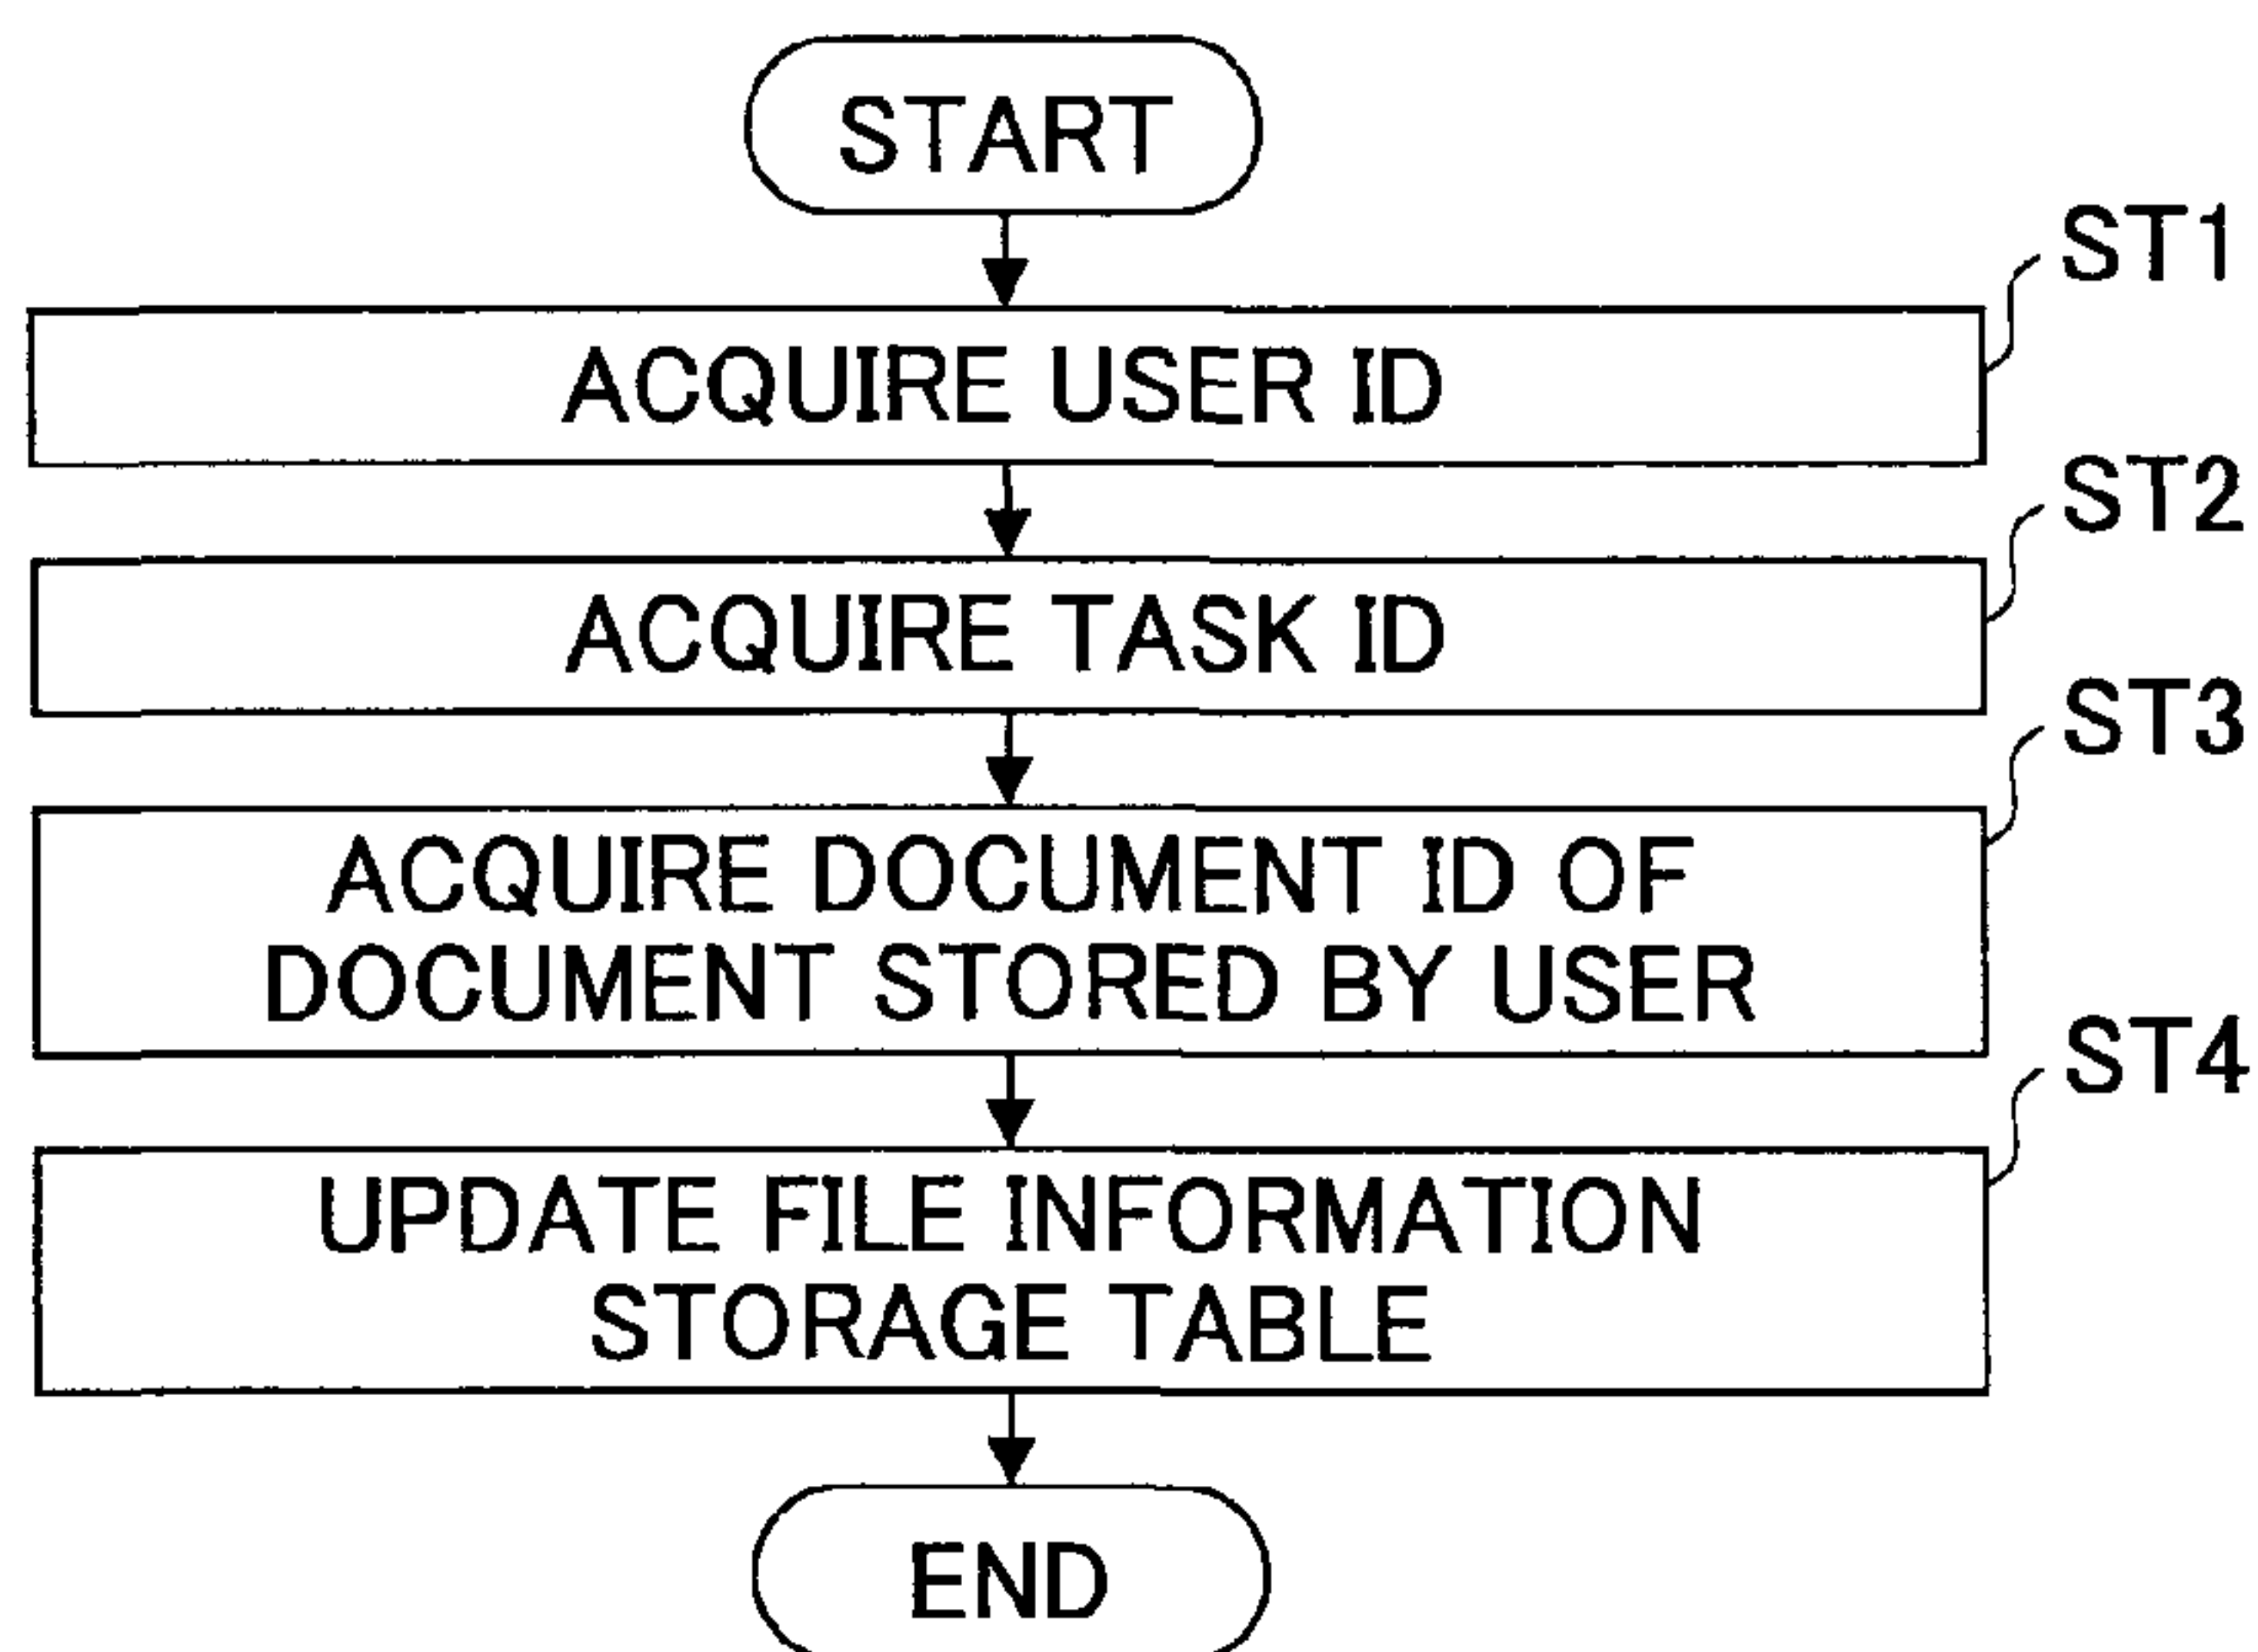 START
ST1
ACQUIRE USER ID
ST2
ACQUIRE TASK ID
ST3
ACQUIRE DOCUMENT ID OF
DOCUMENT STORED BY USER
ST4
UPDATE FILE INFORMATION
STORAGE TABLE
END